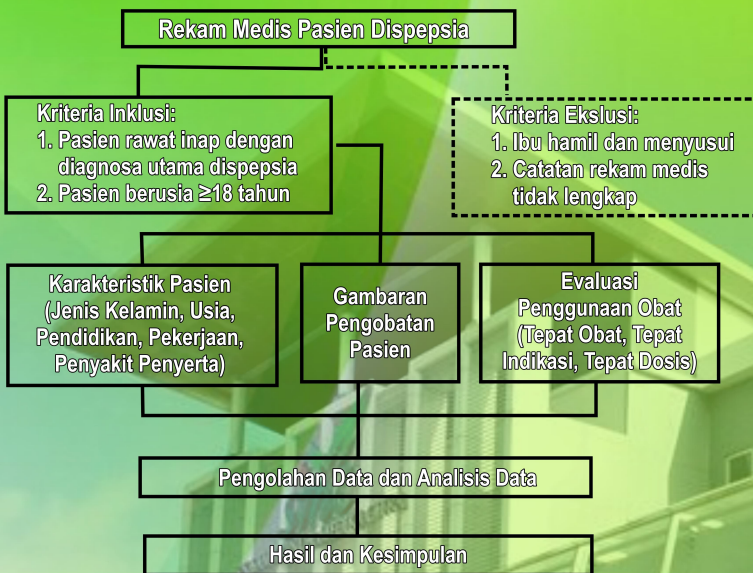 Rekam Medis Pasien Dispepsia
Kriteria Inklusi:
1. Pasien rawat inap dengan
diagnosa utama dispepsia
2. Pasien berusia ≥18 tahun
Kriteria Ekslusi:
1. Ibu hamil dan menyusui
2. Catatan rekam medis
tidak lengkap
Karakteristik Pasien
(Jenis Kelamin, Usia,
Pendidikan, Pekerjaan,
Penyakit Penyerta)
Gambaran
Pengobatan
Pasien
Evaluasi
Penggunaan Obat
(Tepat Obat, Tepat
Indikasi, Tepat Dosis)
Pengolahan Data dan Analisis Data
Hasil dan Kesimpulan